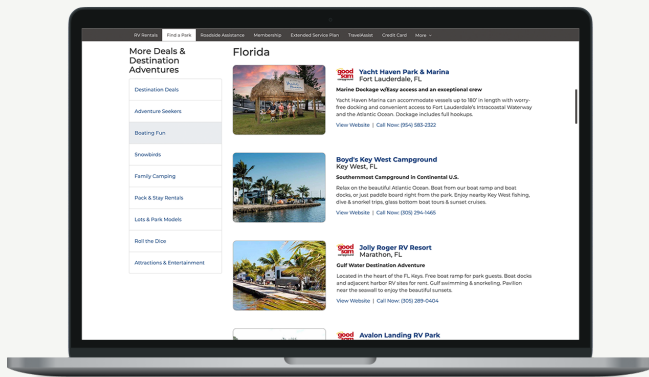 RV Rentals Find a Park Roadside Assistance Membership Extended Service Plan TravelAssist Credit Card More
More Deals &
Destination
Adventures
Destination Deals
Adventure Seekers
Boating Fun
Snowbirds
Family Camping
Pack & Stay Rentals
Lots & Park Models
Roll the Dice
Attractions & Entertainment
Florida
good
sam
campground
Yacht Haven Park & Marina
Fort Lauderdale, FL
Marine Dockage w/Easy access and an exceptional crew
Yacht Haven Marina can accommodate vessels up to 180' in length with worry-
free docking and convenient access to Fort Lauderdale's Intracoastal Waterway
and the Atlantic Ocean. Dockage includes full hookups.
View Website | Call Now: (954) 583-2322
Boyd's Key West Campground
Key West, FL
Southernmost Campground in Continental U.S.
Relax on the beautiful Atlantic Ocean. Boat from our boat ramp and boat
docks, or just paddle board right from the park. Enjoy nearby Key West fishing,
dive & snorkel trips, glass bottom boat tours & sunset cruises.
View Website | Call Now: (305) 294-1465
good
sam
campground
Jolly Roger RV Resort
Marathon, FL
Gulf Water Destination Adventure
Located in the heart of the FL Keys. Free boat ramp for park guests. Boat docks
and adjacent harbor RV sites for rent. Gulf swimming & snorkeling. Pavilion
near the seawall to enjoy the beautiful sunsets.
View Website | Call Now: (305) 289-0404
good
sam
Avalon Landing RV Park